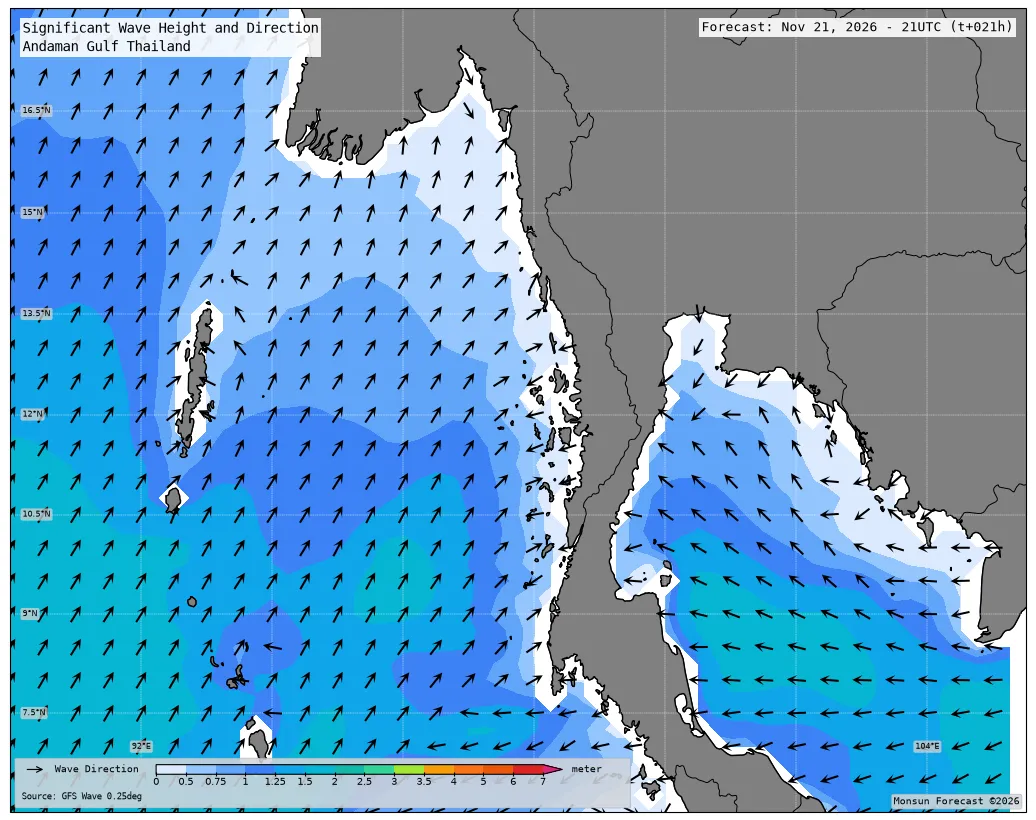 Significant Wave Height and Direction
Andaman Gulf Thailand
Forecast: Nov 21, 2026 - 21UTC (t+021h)
16.5°N
15°N
13.5°N
12°N
10.5°N
9°N
7.5°N
92°E
104°E
Wave Direction
0 0.5 0.75 1 1.25 1.5 2 2.5 3 3.5 4 5 6 7
meter
Source: GFS Wave 0.25deg
Monsun Forecast ©2026